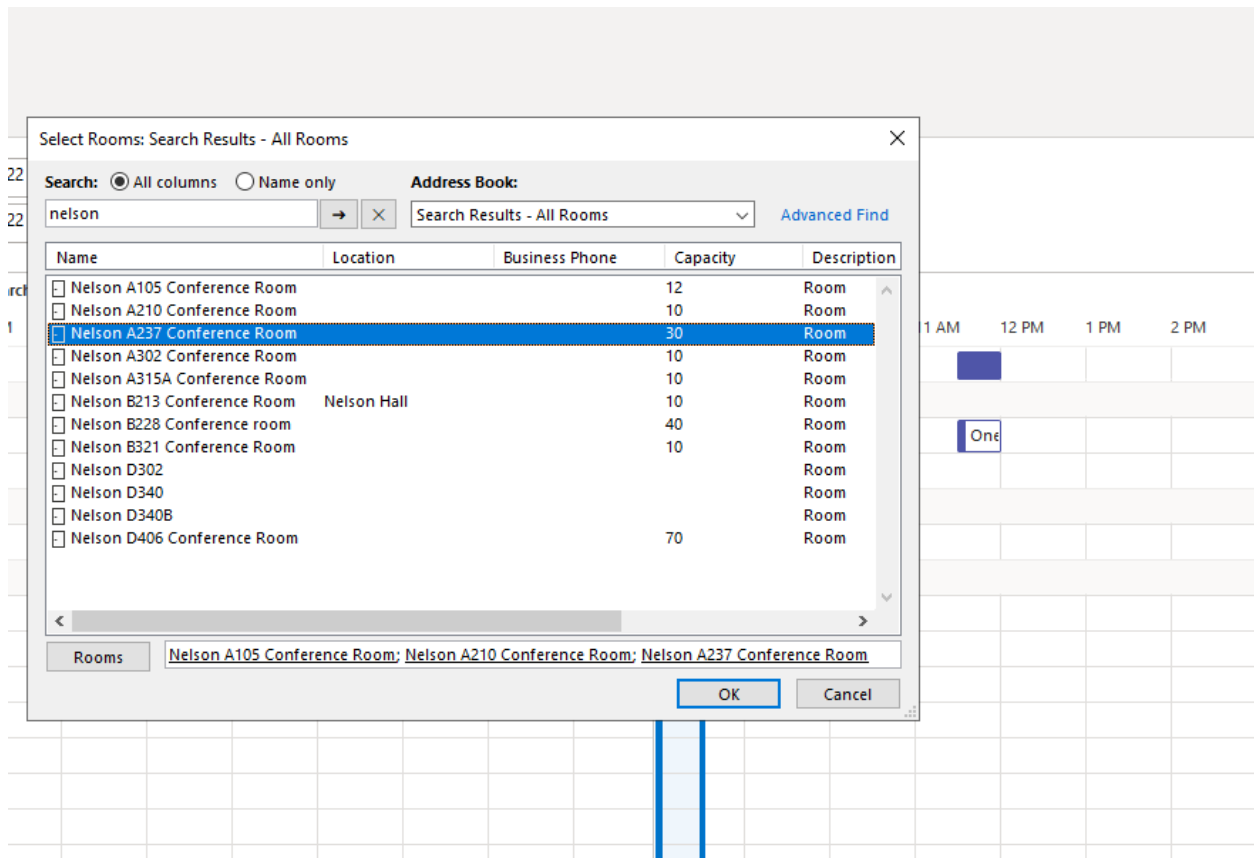 Select Rooms: Search Results - All Rooms
Search: All columns Name only Address Book:
nelson Search Results - All Rooms Advanced Find
Name Location Business Phone Capacity Description
Nelson A105 Conference Room 12 Room
Nelson A210 Conference Room 10 Room
Nelson A237 Conference Room 30 Room
Nelson A302 Conference Room 10 Room
Nelson A315A Conference Room 10 Room
Nelson B213 Conference Room Nelson Hall 10 Room
Nelson B228 Conference room 40 Room
Nelson B321 Conference Room 10 Room
Nelson D302 Room
Nelson D340 Room
Nelson D340B Room
Nelson D406 Conference Room 70 Room
Rooms Nelson A105 Conference Room; Nelson A210 Conference Room; Nelson A237 Conference Room
OK Cancel
22
22
11 AM 12 PM 1 PM 2 PM